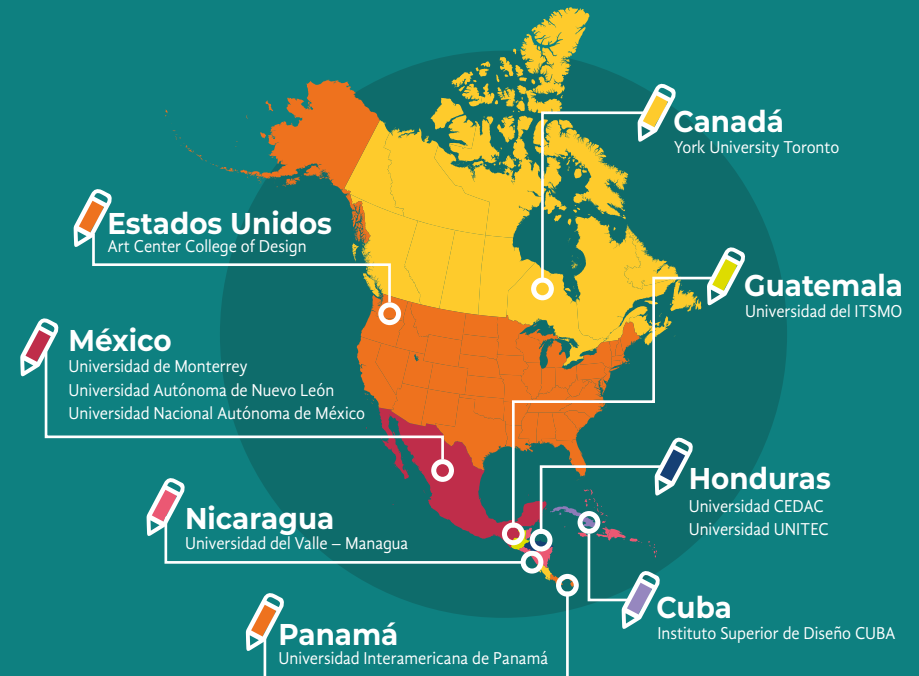 Canadá
York University Toronto
Estados Unidos
Art Center College of Design
Guatemala
Universidad del ITSMO
México
Universidad de Monterrey
Universidad Autónoma de Nuevo León
Universidad Nacional Autónoma de México
Honduras
Universidad CEDAC
Universidad UNITEC
Nicaragua
Universidad del Valle – Managua
Cuba
Instituto Superior de Diseño CUBA
Panamá
Universidad Interamericana de Panamá